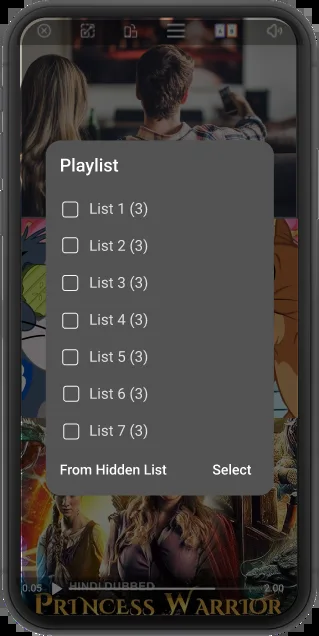 Playlist
List 1 (3)
List 2 (3)
List 3 (3)
List 4 (3)
List 5 (3)
List 6 (3)
List 7 (3)
From Hidden List Select
HINDI DUBBED
0.05 2.00
PRINCESS WARRIOR